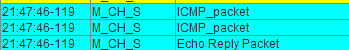 21:47:46-119 M_CH_S ICMP_packet
21:47:46-119 M_CH_S ICMP_packet
21:47:46-119 M_CH_S Echo Reply Packet